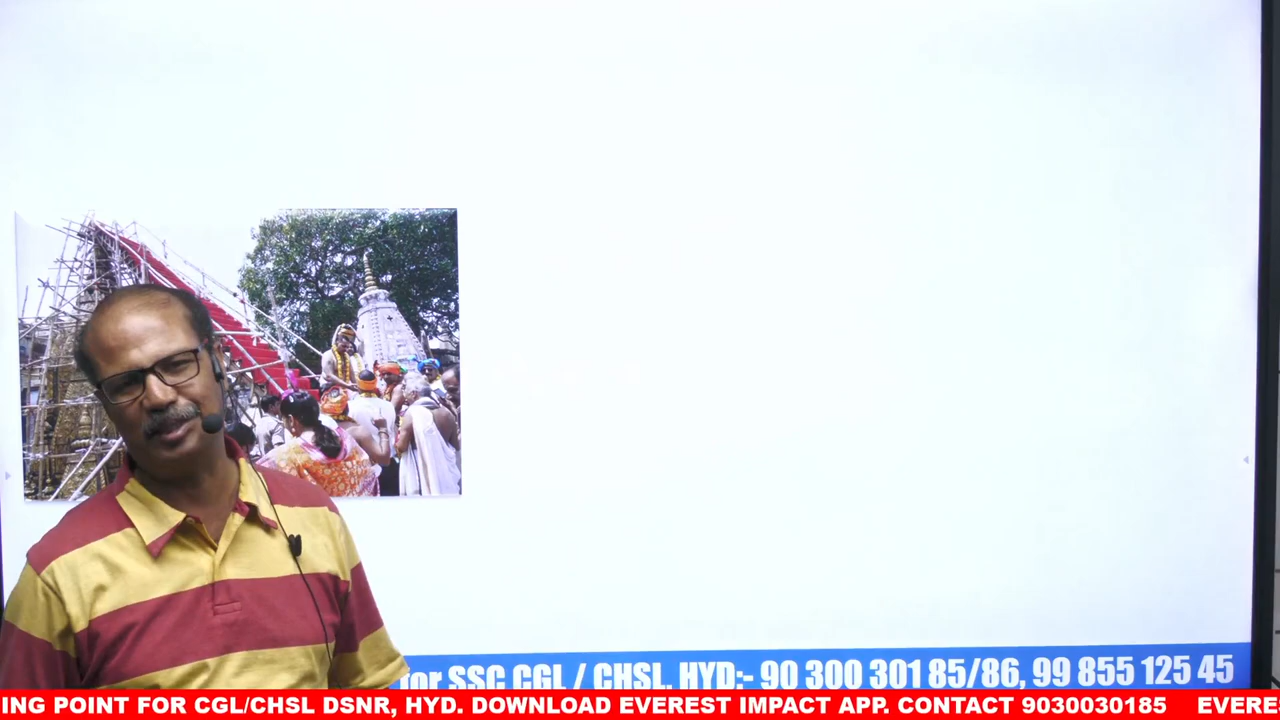 for SSC CGL / CHSL, HYD:- 90 300 301 85/86, 99 855 125 45
ING POINT FOR CGL/CHSL DSNR, HYD. DOWNLOAD EVEREST IMPACT APP. CONTACT 9030030185 EVERES